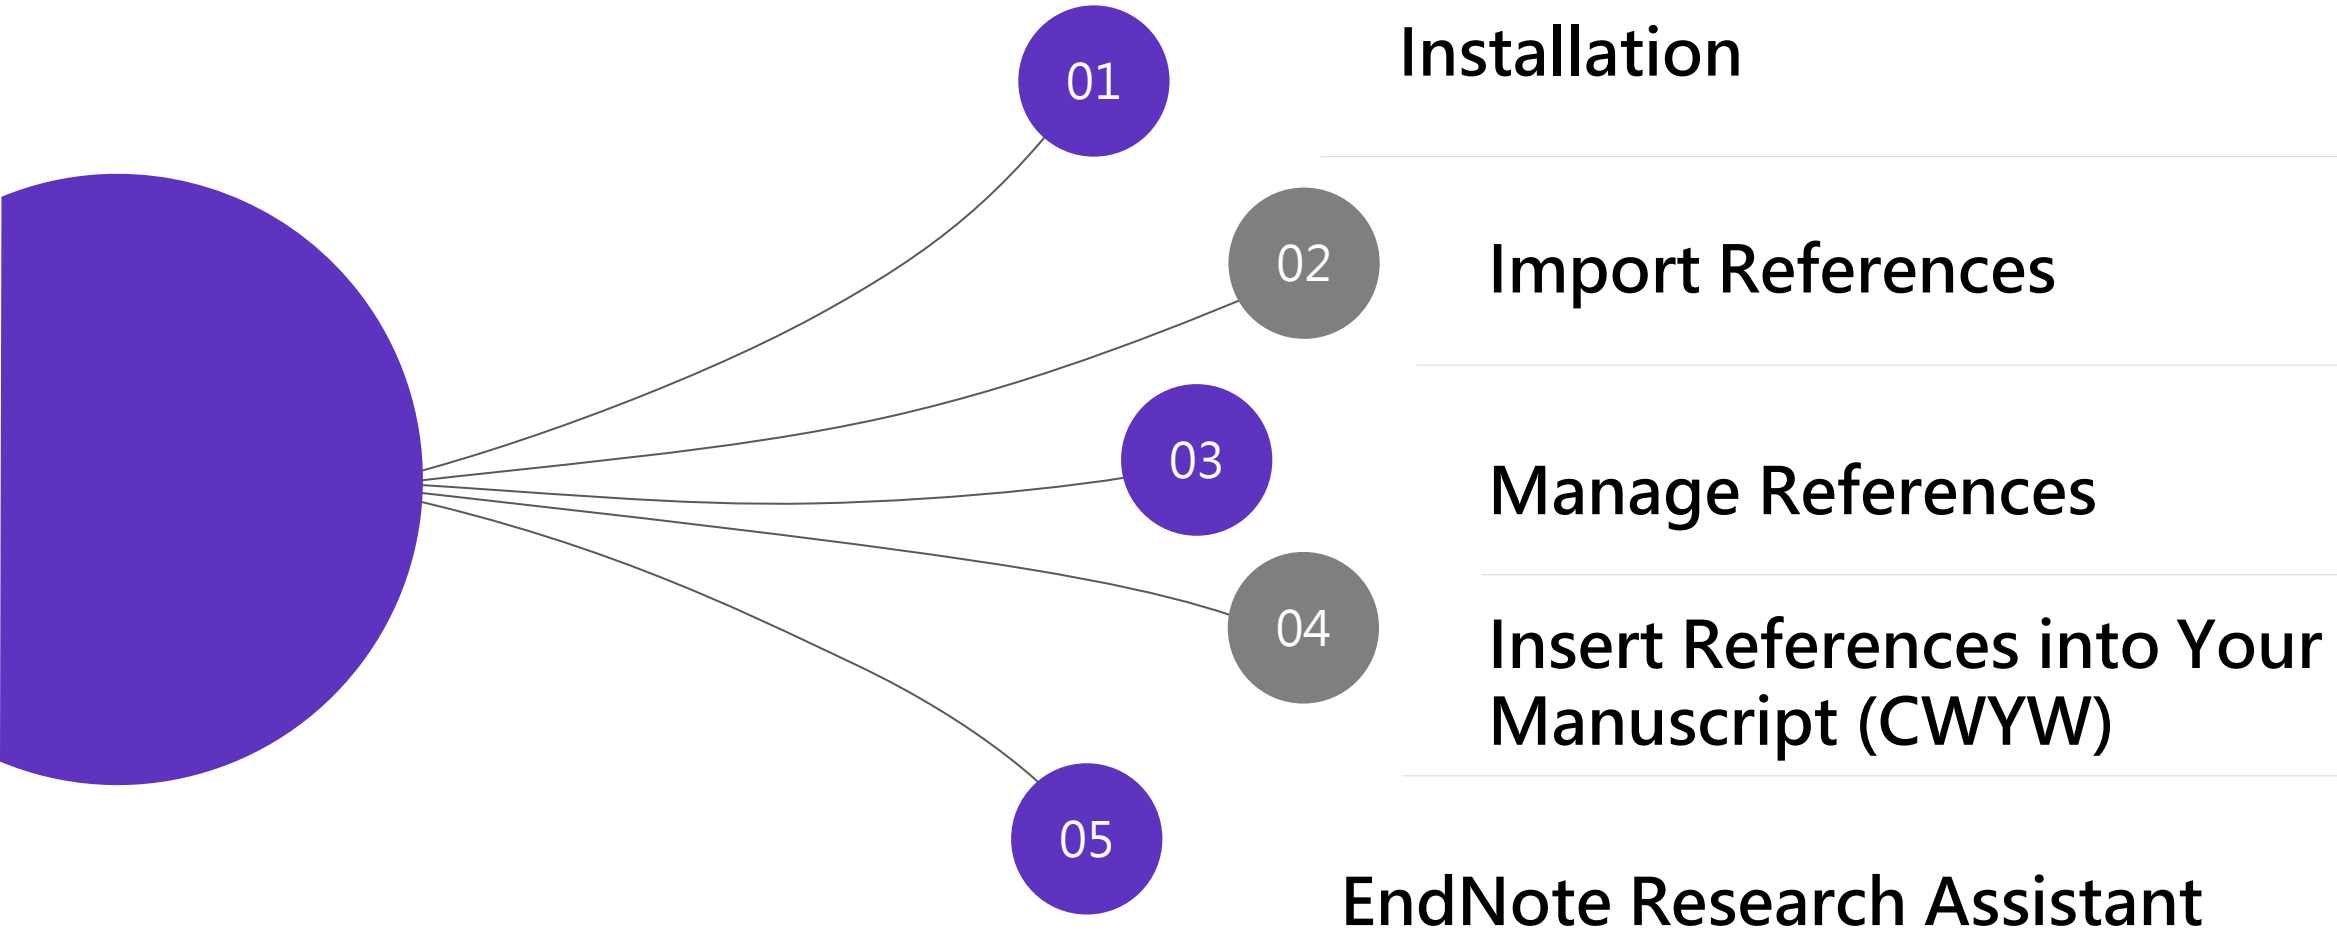 01
Installation
02
Import References
03
Manage References
04
Insert References into Your
Manuscript (CWYW)
05
EndNote Research Assistant